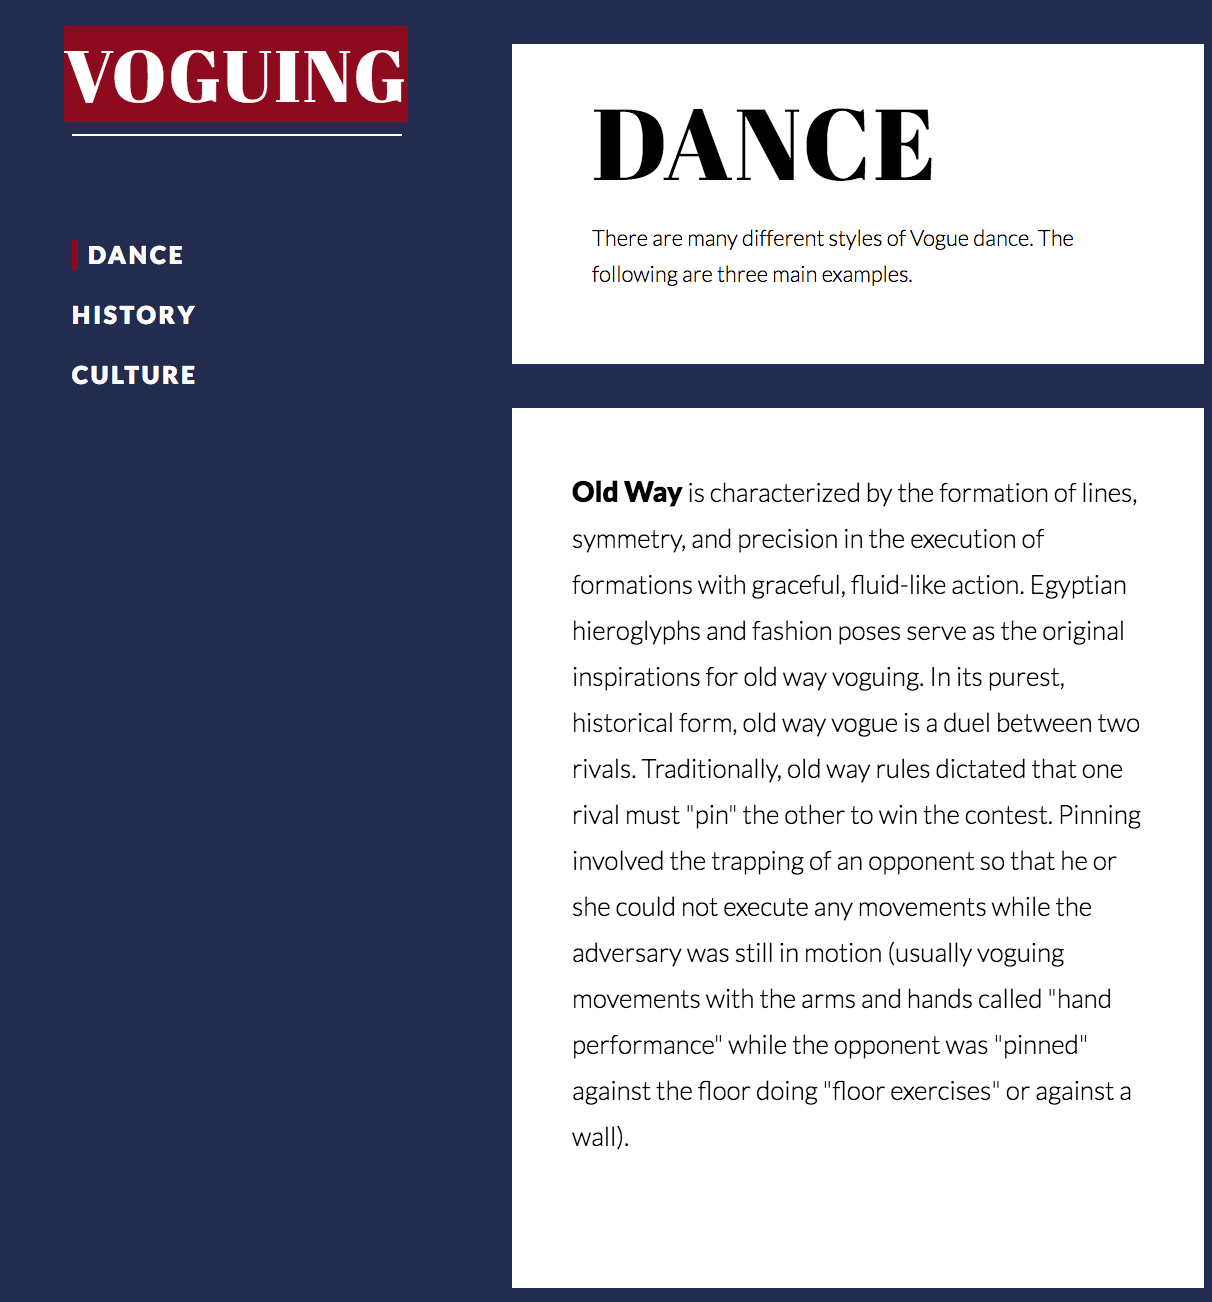 VOGUING
DANCE
HISTORY
CULTURE
DANCE
There are many different styles of Vogue dance. The
following are three main examples.
Old Way is characterized by the formation of lines,
symmetry, and precision in the execution of
formations with graceful, fluid-like action. Egyptian
hieroglyphs and fashion poses serve as the original
inspirations for old way voguing. In its purest,
historical form, old way vogue is a duel between two
rivals. Traditionally, old way rules dictated that one
rival must "pin" the other to win the contest. Pinning
involved the trapping of an opponent so that he or
she could not execute any movements while the
adversary was still in motion (usually voguing
movements with the arms and hands called "hand
performance" while the opponent was "pinned"
against the floor doing "floor exercises" or against a
wall).